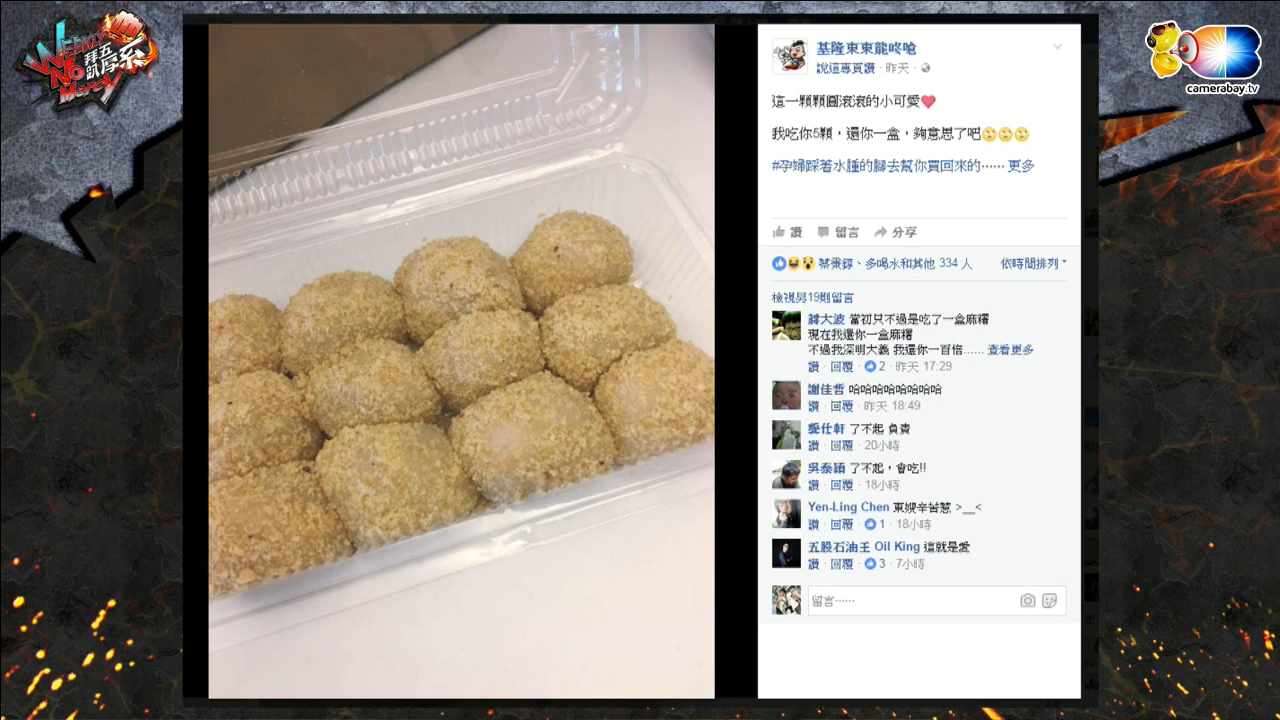 WEEKLY
NO
MERCY
拜五
訊厚系
camerabay.tv
基隆東東龍咚嗆
說這專頁讚 · 昨天 ·
這一顆顆圓滾滾的小可愛
我吃你5顆，還你一盒，夠意思了吧
#孕婦踩著水腫的腳去幫你買回來的⋯⋯ 更多
讚 留言 分享
蔡秉錞、多喝水和其他 334 人 依時間排列
檢視另19則留言
韓大波 當初只不過是吃了一盒麻糬
現在我還你一盒麻糬
不過我深明大義 我還你一百倍...... 查看更多
讚 · 回覆 · 2 · 昨天 17:29
謝佳哲 哈哈哈哈哈哈哈哈哈
讚 · 回覆 · 昨天 18:49
龔仕軒 了不起 負責
讚 · 回覆 · 20小時
吳泰穎 了不起，會吃!!
讚 · 回覆 · 18小時
Yen-Ling Chen 東嫂辛苦惹 >__<
讚 · 回覆 · 1 · 18小時
五股石油王 Oil King 這就是愛
讚 · 回覆 · 3 · 7小時
留言⋯⋯